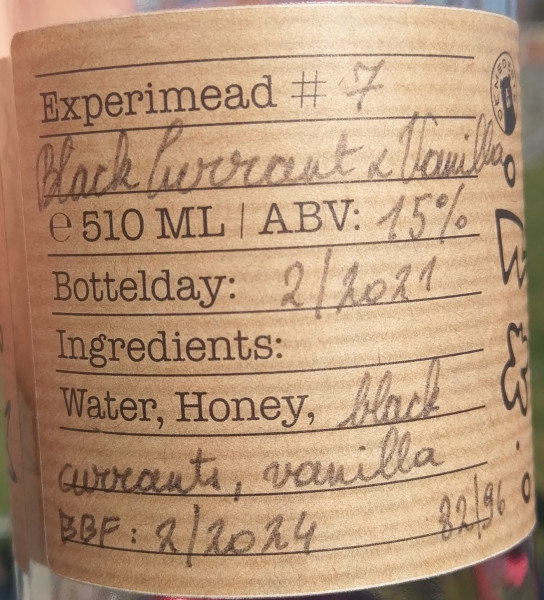 Experimead # 7
Black Currant & Vanilla
℮ 510 ML | ABV: 15%
Bottelday: 2/2021
Ingredients:
Water, Honey, black
currants, vanilla
BBF: 2/2024 82/96